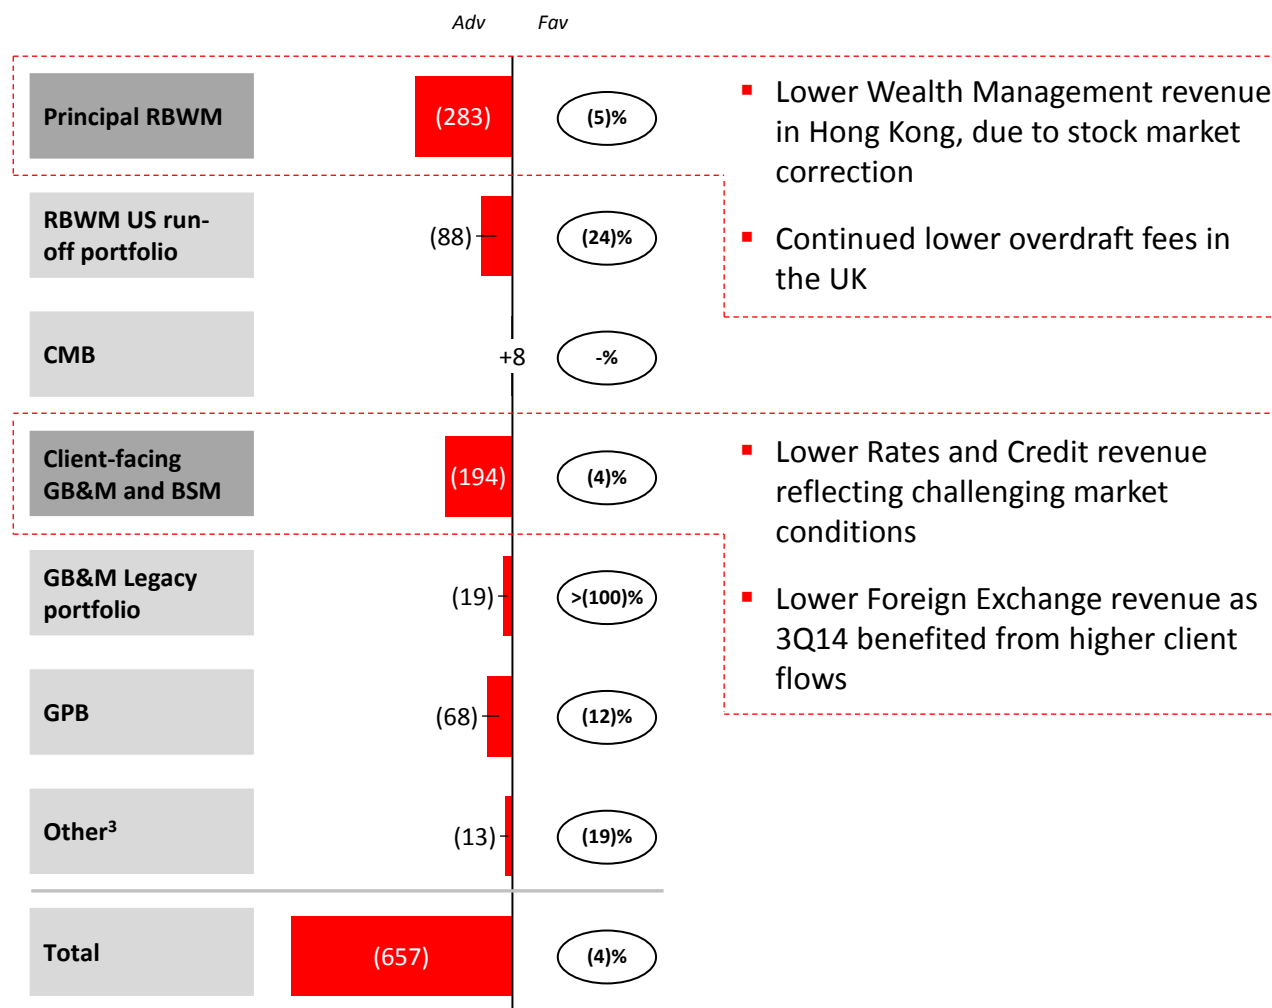 Adv Fav
Principal RBWM
(283)
(5)%
▪ Lower Wealth Management revenue
in Hong Kong, due to stock market
correction
RBWM US run-
off portfolio
(88)
(24)%
▪ Continued lower overdraft fees in
the UK
CMB
+8
-%
Client-facing
GB&M and BSM
(194)
(4)%
▪ Lower Rates and Credit revenue
reflecting challenging market
conditions
GB&M Legacy
portfolio
(19)
>(100)%
▪ Lower Foreign Exchange revenue as
3Q14 benefited from higher client
flows
GPB
(68)
(12)%
Other³
(13)
(19)%
Total
(657)
(4)%